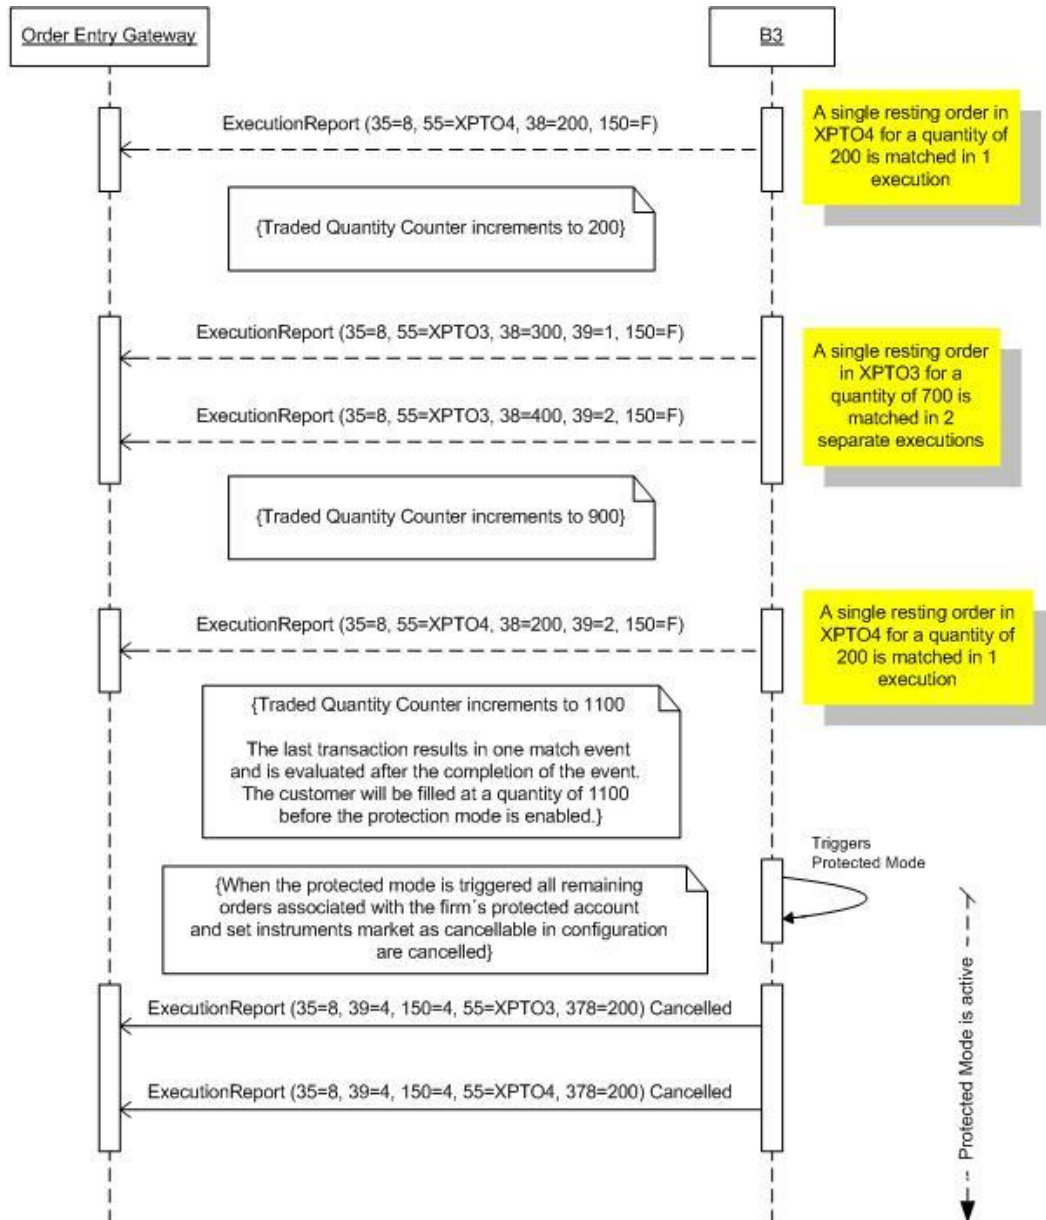 Order Entry Gateway
B3
ExecutionReport (35=8, 55=XPTO4, 38=200, 150=F)
A single resting order in
XPTO4 for a quantity of
200 is matched in 1
execution
{Traded Quantity Counter increments to 200}
ExecutionReport (35=8, 55=XPTO3, 38=300, 39=1, 150=F)
ExecutionReport (35=8, 55=XPTO3, 38=400, 39=2, 150=F)
A single resting order
in XPTO3 for a
quantity of 700 is
matched in 2
separate executions
{Traded Quantity Counter increments to 900}
ExecutionReport (35=8, 55=XPTO4, 38=200, 39=2, 150=F)
A single resting order in
XPTO4 for a quantity of
200 is matched in 1
execution
{Traded Quantity Counter increments to 1100
The last transaction results in one match event
and is evaluated after the completion of the event.
The customer will be filled at a quantity of 1100
before the protection mode is enabled.}
Triggers
Protected Mode
{When the protected mode is triggered all remaining
orders associated with the firm´s protected account
and set instruments market as cancellable in configuration
are cancelled}
ExecutionReport (35=8, 39=4, 150=4, 55=XPTO3, 378=200) Cancelled
ExecutionReport (35=8, 39=4, 150=4, 55=XPTO4, 378=200) Cancelled
Protected Mode is active